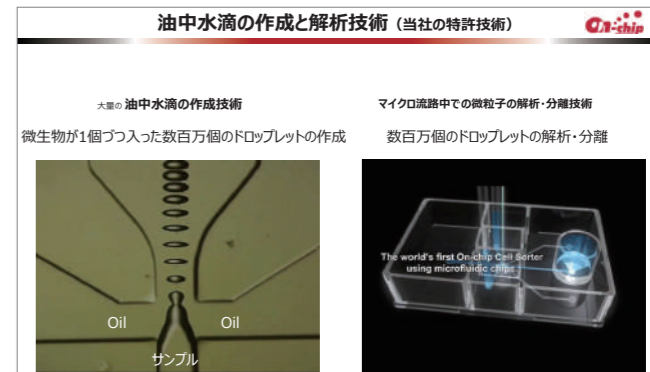 油中水滴の作成と解析技術（当社の特許技術）
On-chip
大量の 油中水滴の作成技術
微生物が1個づつ入った数百万個のドロップレットの作成
Oil
Oil
サンプル
マイクロ流路中での微粒子の解析・分離技術
数百万個のドロップレットの解析・分離
The world's first On-chip Cell Sorter
using microfluidic chips